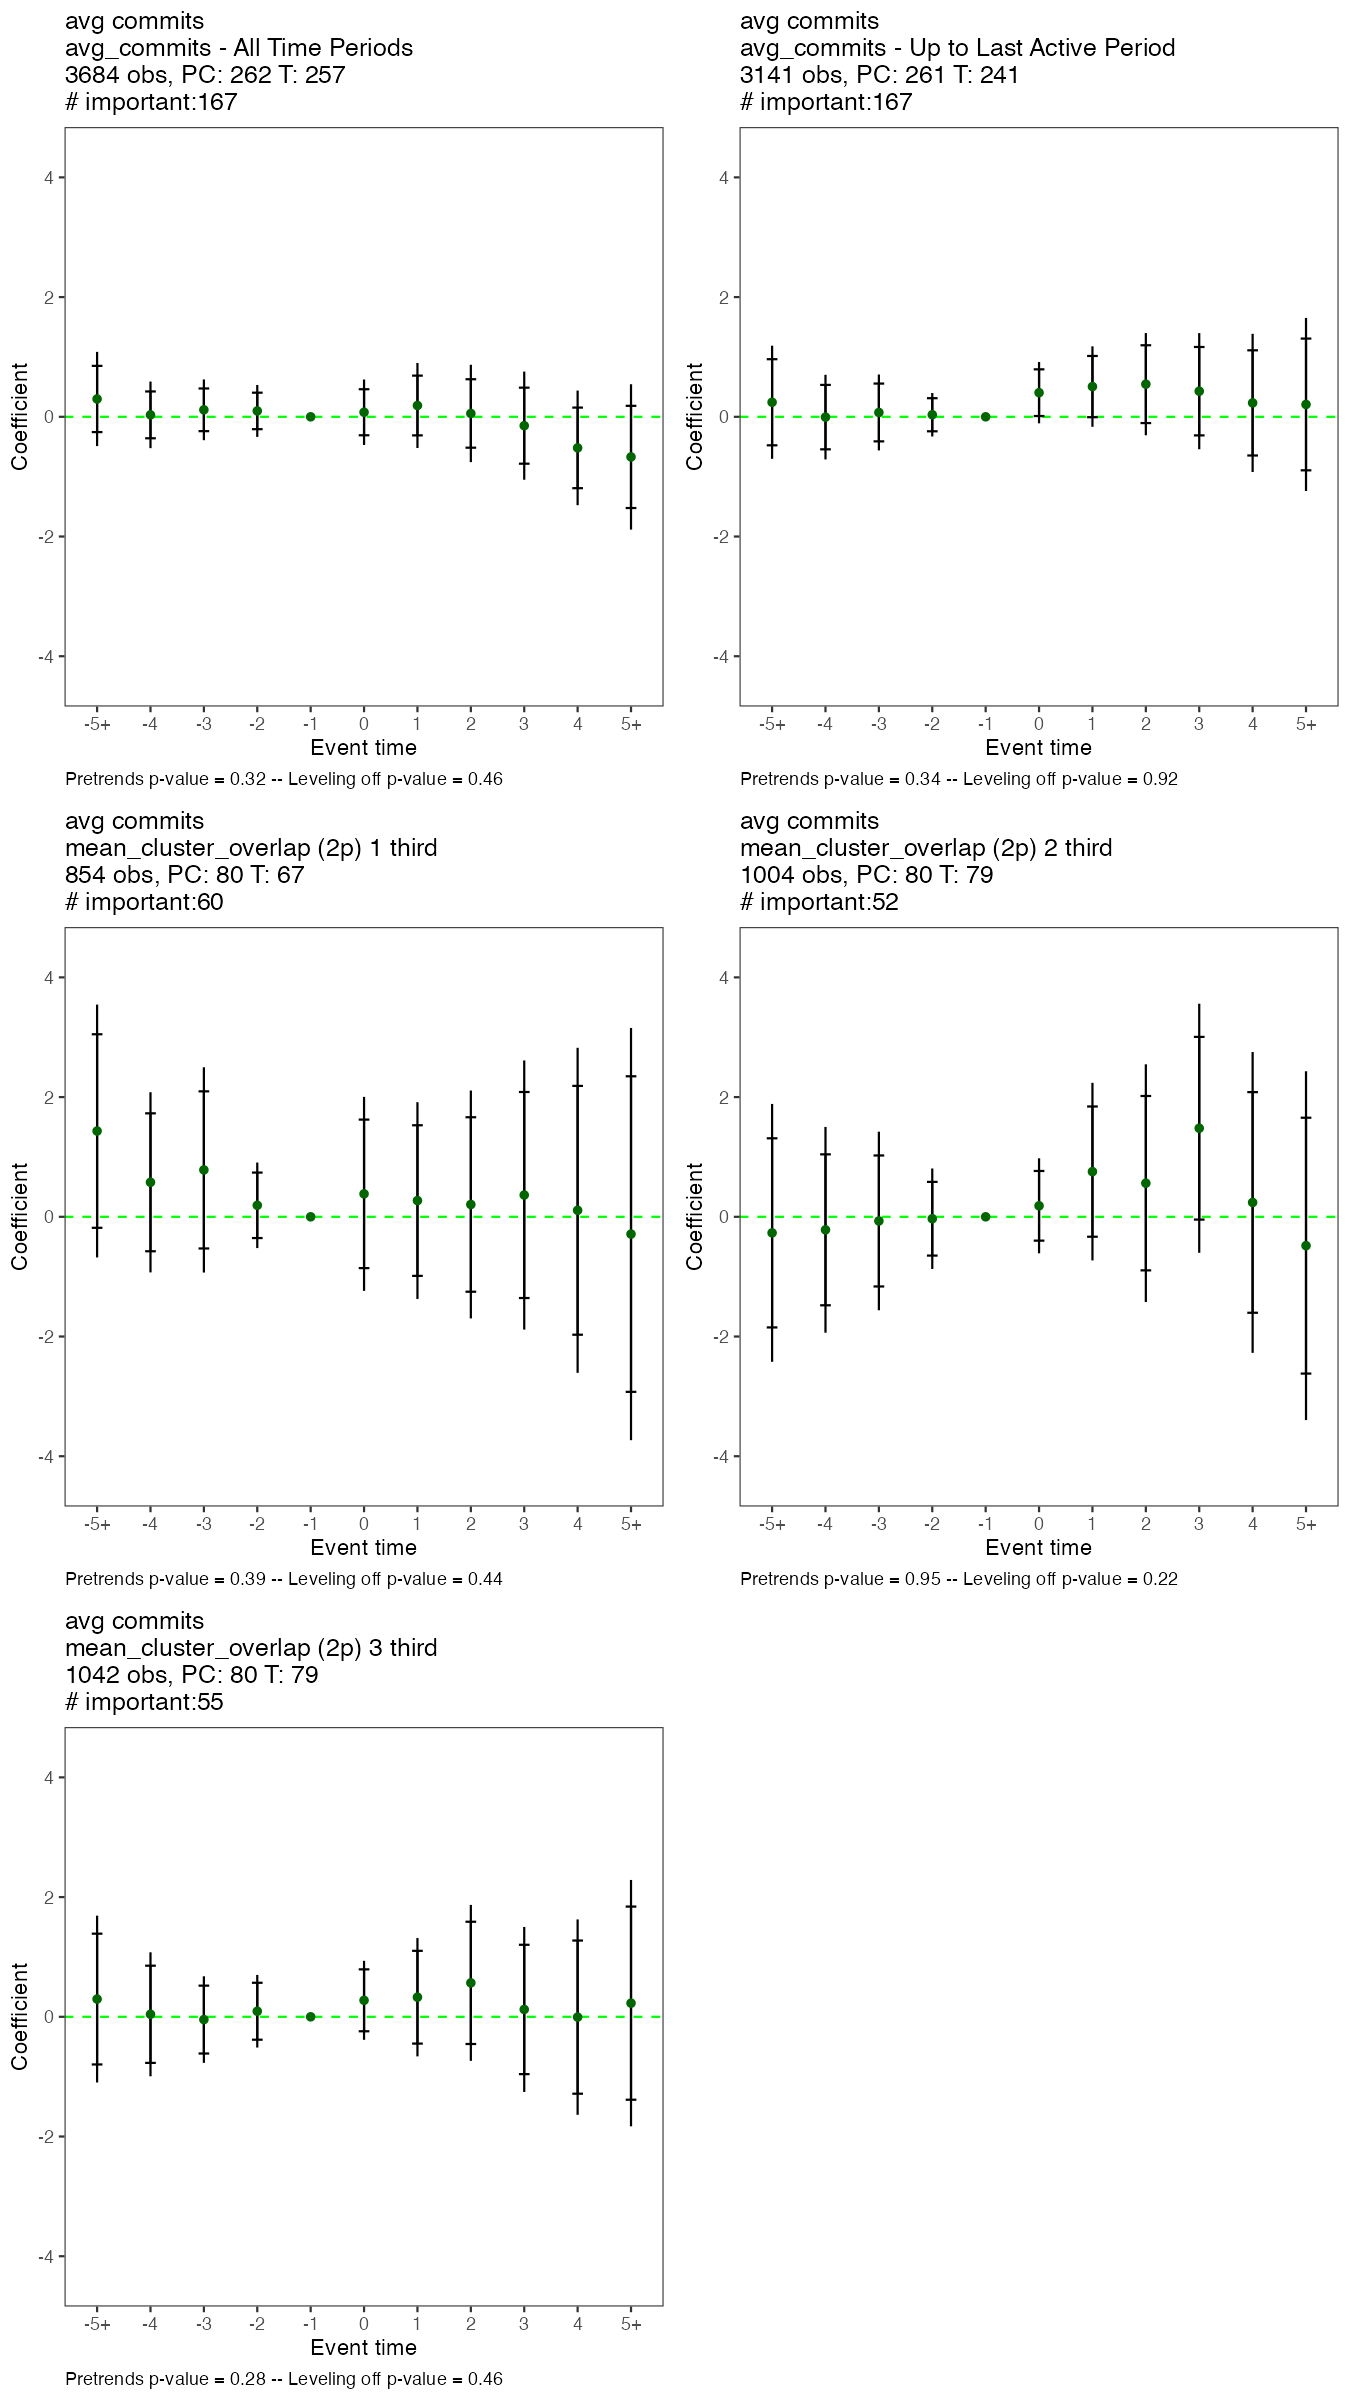 avg commits
avg_commits - All Time Periods
3684 obs, PC: 262 T: 257
# important:167
Coefficient
4
2
0
-2
-4
-5+ -4 -3 -2 -1 0 1 2 3 4 5+
Event time
Pretrends p-value = 0.32 -- Leveling off p-value = 0.46
avg commits
avg_commits - Up to Last Active Period
3141 obs, PC: 261 T: 241
# important:167
Coefficient
4
2
0
-2
-4
-5+ -4 -3 -2 -1 0 1 2 3 4 5+
Event time
Pretrends p-value = 0.34 -- Leveling off p-value = 0.92
avg commits
mean_cluster_overlap (2p) 1 third
854 obs, PC: 80 T: 67
# important:60
Coefficient
4
2
0
-2
-4
-5+ -4 -3 -2 -1 0 1 2 3 4 5+
Event time
Pretrends p-value = 0.39 -- Leveling off p-value = 0.44
avg commits
mean_cluster_overlap (2p) 2 third
1004 obs, PC: 80 T: 79
# important:52
Coefficient
4
2
0
-2
-4
-5+ -4 -3 -2 -1 0 1 2 3 4 5+
Event time
Pretrends p-value = 0.95 -- Leveling off p-value = 0.22
avg commits
mean_cluster_overlap (2p) 3 third
1042 obs, PC: 80 T: 79
# important:55
Coefficient
4
2
0
-2
-4
-5+ -4 -3 -2 -1 0 1 2 3 4 5+
Event time
Pretrends p-value = 0.28 -- Leveling off p-value = 0.46